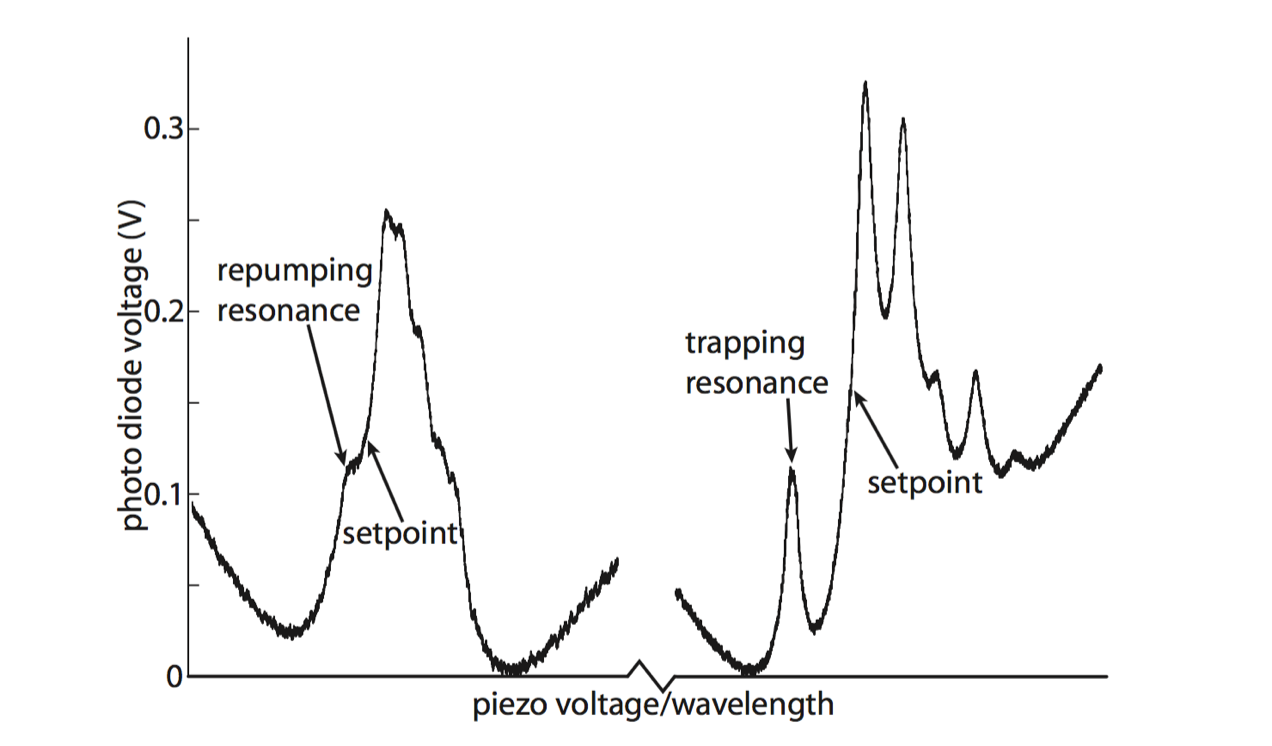 0.3
0.2
0.1
0
photo diode voltage (V)
repumping
resonance
setpoint
trapping
resonance
setpoint
piezo voltage/wavelength